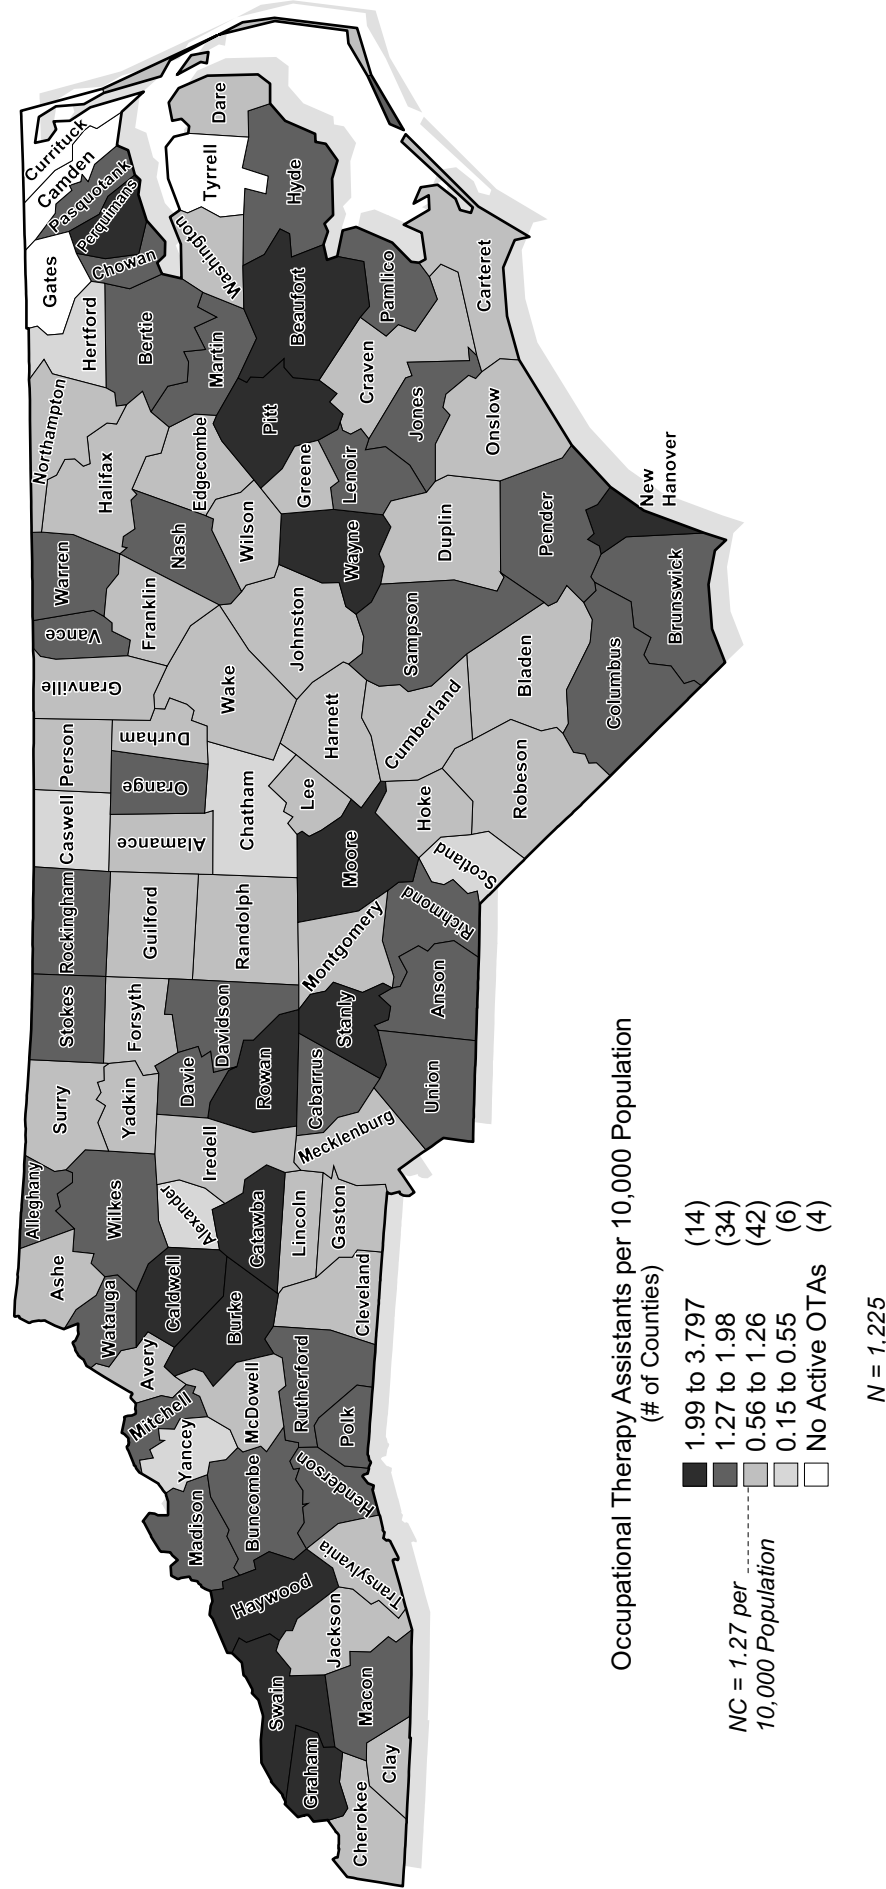 Cherokee
Graham
Swain
Clay
Macon
Jackson
Haywood
Transylvania
Madison
Buncombe
Henderson
Yancey
Mitchell
McDowell
Rutherford
Polk
Avery
Burke
Cleveland
Watauga
Caldwell
Ashe
Alleghany
Wilkes
Alexander
Catawba
Lincoln
Gaston
Surry
Yadkin
Iredell
Mecklenburg
Davie
Rowan
Cabarrus
Union
Stokes
Forsyth
Davidson
Stanly
Anson
Rockingham
Guilford
Randolph
Montgomery
Richmond
Caswell
Alamance
Chatham
Moore
Scotland
Person
Orange
Durham
Lee
Hoke
Robeson
Granville
Wake
Harnett
Cumberland
Bladen
Columbus
Vance
Warren
Franklin
Johnston
Sampson
Brunswick
Nash
Wilson
Wayne
Duplin
Pender
New
Hanover
Northampton
Halifax
Edgecombe
Greene
Lenoir
Jones
Onslow
Hertford
Bertie
Martin
Pitt
Craven
Pamlico
Carteret
Gates
Chowan
Perquimans
Pasquotank
Camden
Currituck
Washington
Tyrrell
Dare
Beaufort
Hyde
Occupational Therapy Assistants per 10,000 Population
(# of Counties)
1.99 to 3.797 (14)
1.27 to 1.98 (34)
0.56 to 1.26 (42)
0.15 to 0.55 (6)
No Active OTAs (4)
NC = 1.27 per
10,000 Population
N = 1,225